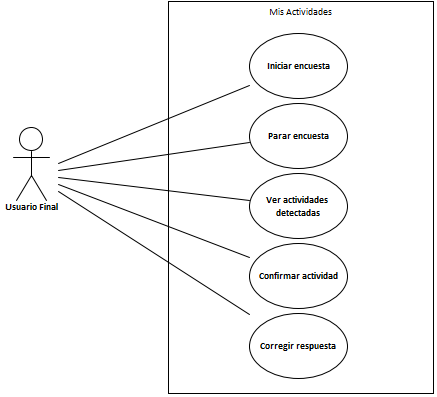 Mis Actividades
Iniciar encuesta
Parar encuesta
Ver actividades
detectadas
Usuario Final
Confirmar actividad
Corregir respuesta